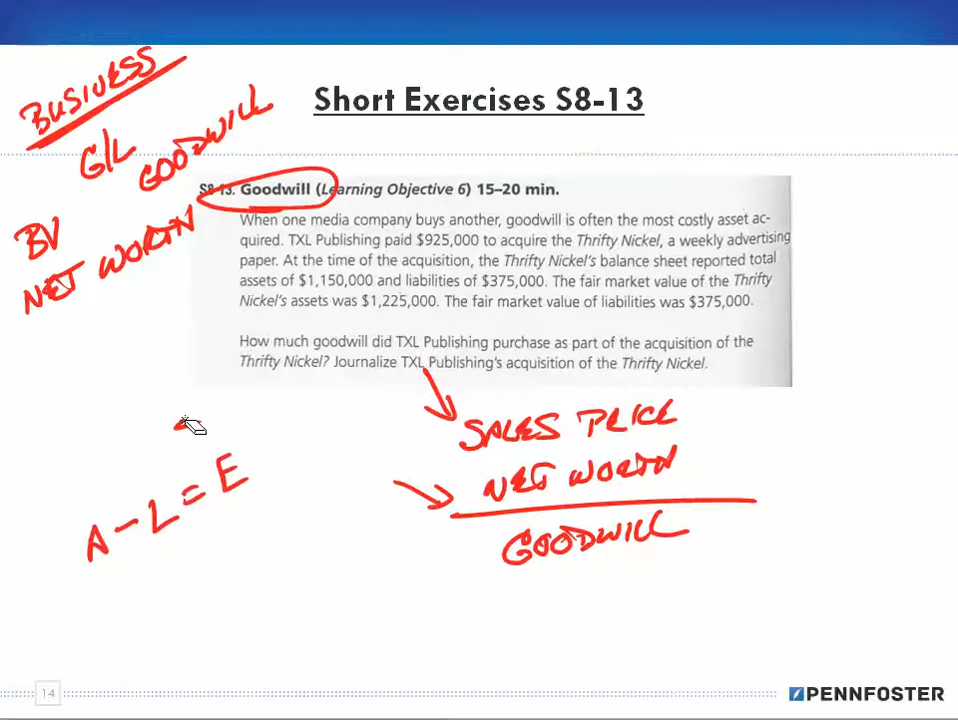 Short Exercises S8-13
BUSINESS
G/L GOODWILL
BV
NET WORTH
S8-13. Goodwill (Learning Objective 6) 15–20 min.
When one media company buys another, goodwill is often the most costly asset ac-
quired. TXL Publishing paid $925,000 to acquire the Thrifty Nickel, a weekly advertising
paper. At the time of the acquisition, the Thrifty Nickel's balance sheet reported total
assets of $1,150,000 and liabilities of $375,000. The fair market value of the Thrifty
Nickel's assets was $1,225,000. The fair market value of liabilities was $375,000.
How much goodwill did TXL Publishing purchase as part of the acquisition of the
Thrifty Nickel? Journalize TXL Publishing's acquisition of the Thrifty Nickel.
SALES PRICE
NET WORTH
GOODWILL
A - L = E
14
PENNFOSTER